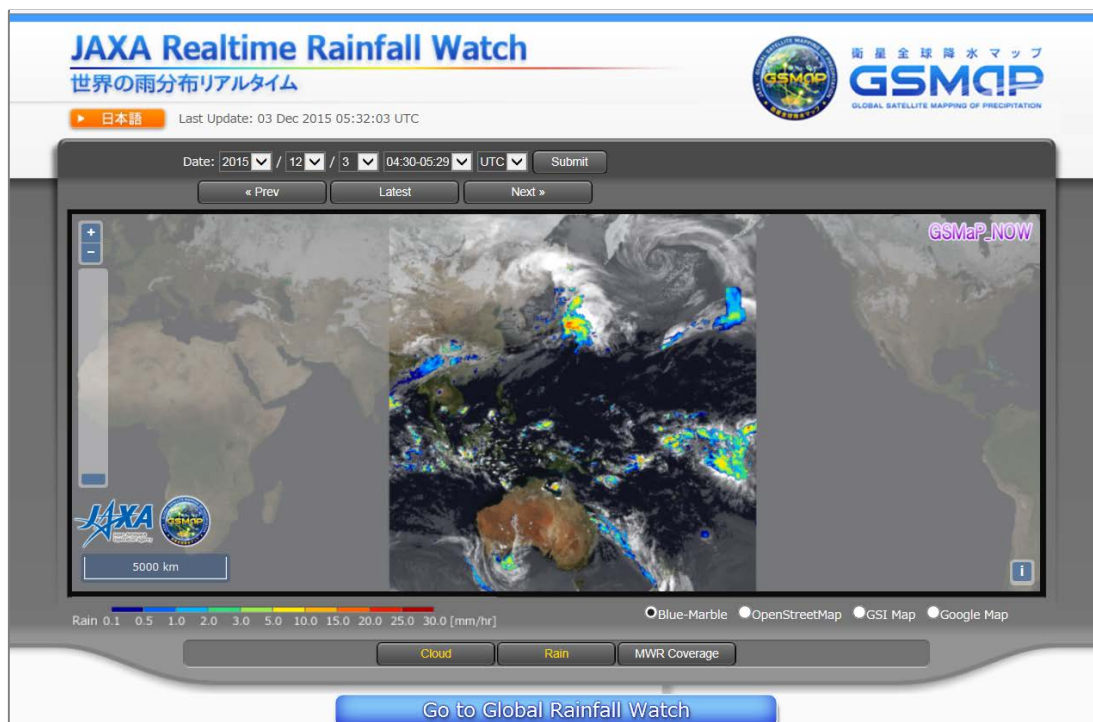 JAXA Realtime Rainfall Watch
世界の雨分布リアルタイム
衛星全球降水マップ
GSMaP
GLOBAL SATELLITE MAPPING OF PRECIPITATION
GSMaP
日本語
Last Update: 03 Dec 2015 05:32:03 UTC
Date: 2015 / 12 / 3 04:30-05:29 UTC Submit
« Prev Latest Next »
+
−
GSMaP_NOW
JAXA
GSMaP
5000 km
i
Rain 0.1 0.5 1.0 2.0 3.0 5.0 10.0 15.0 20.0 25.0 30.0 [mm/hr]
Blue-Marble OpenStreetMap GSI Map Google Map
Cloud Rain MWR Coverage
Go to Global Rainfall Watch